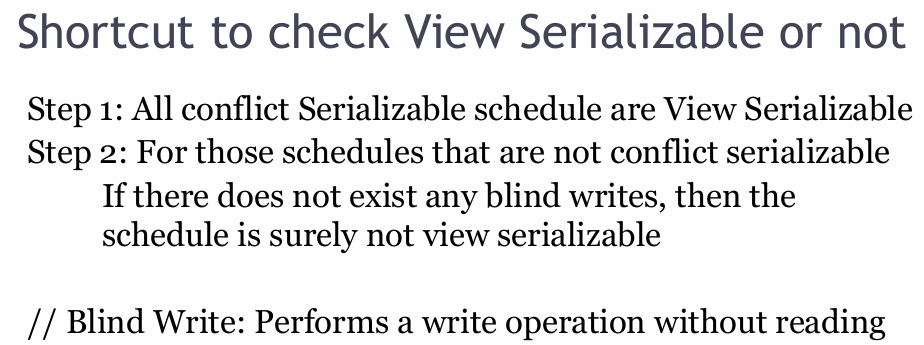 Shortcut to check View Serializable or not
Step 1: All conflict Serializable schedule are View Serializable
Step 2: For those schedules that are not conflict serializable
If there does not exist any blind writes, then the
schedule is surely not view serializable
// Blind Write: Performs a write operation without reading